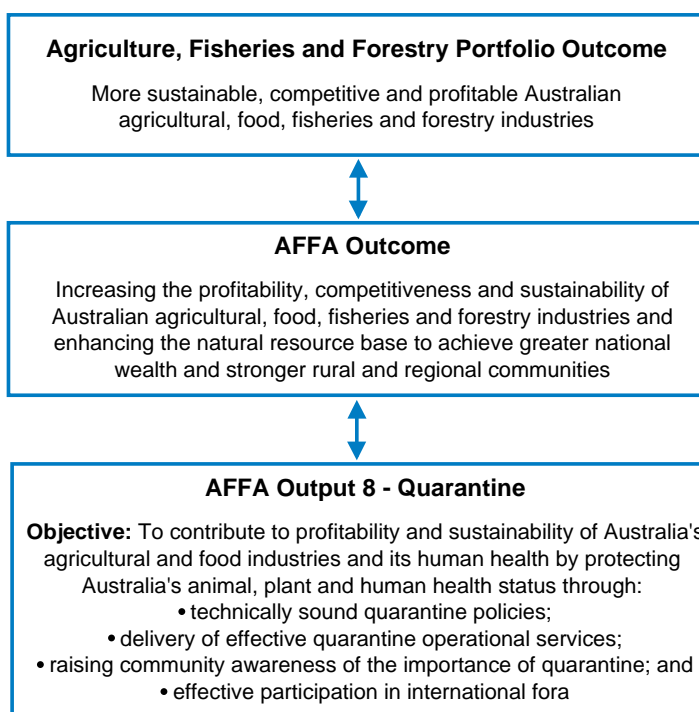 Agriculture, Fisheries and Forestry Portfolio Outcome
More sustainable, competitive and profitable Australian
agricultural, food, fisheries and forestry industries
AFFA Outcome
Increasing the profitability, competitiveness and sustainability of
Australian agricultural, food, fisheries and forestry industries and
enhancing the natural resource base to achieve greater national
wealth and stronger rural and regional communities
AFFA Output 8 - Quarantine
Objective: To contribute to profitability and sustainability of Australia's
agricultural and food industries and its human health by protecting
Australia's animal, plant and human health status through:
• technically sound quarantine policies;
• delivery of effective quarantine operational services;
• raising community awareness of the importance of quarantine; and
• effective participation in international fora